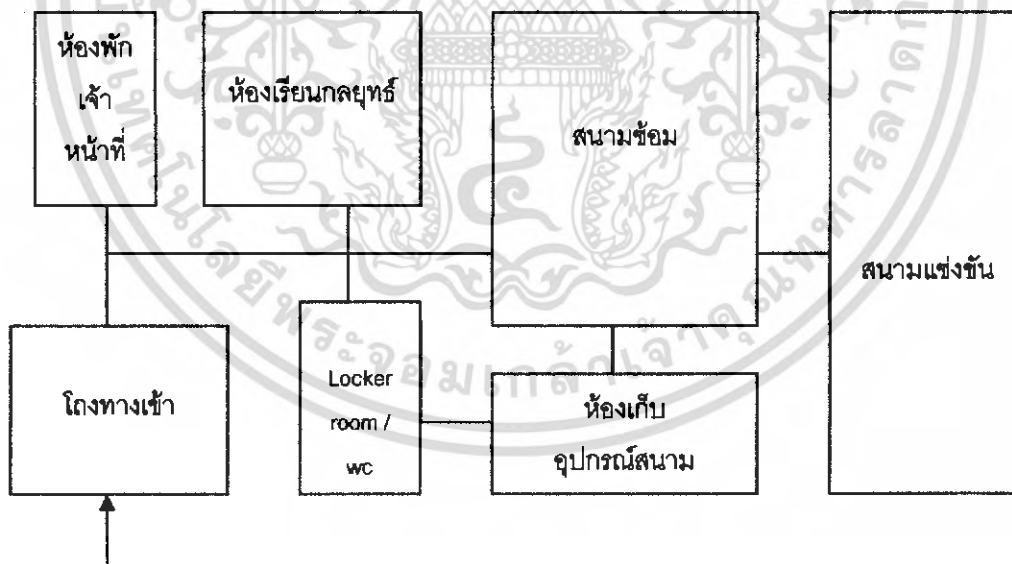 ห้องพัก
เจ้า
หน้าที่
ห้องเรียนกลยุทธ์
สนามซ้อม
สนามแข่งขัน
โถงทางเข้า
Locker
room /
wc
ห้องเก็บ
อุปกรณ์สนาม